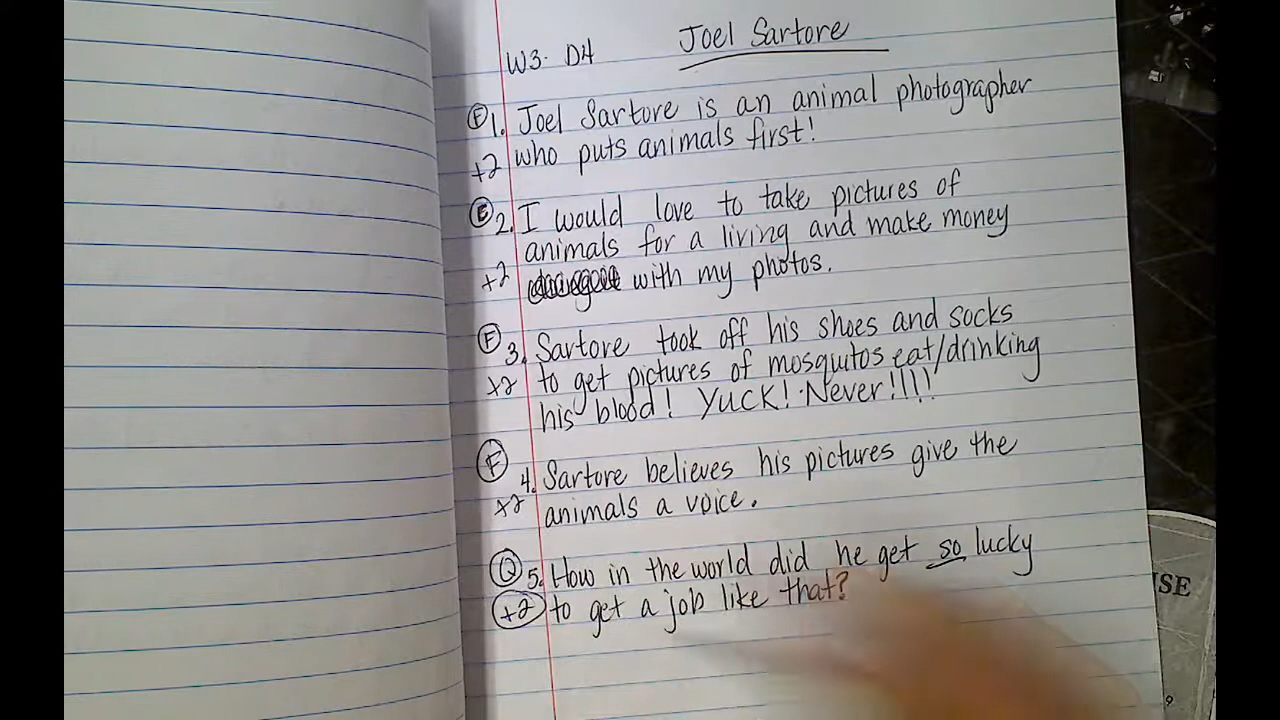 W3. D4 Joel Sartore
(F) 1. Joel Sartore is an animal photographer
+2 who puts animals first!
(E) 2. I would love to take pictures of
animals for a living and make money
+2 with my photos.
(F) 3. Sartore took off his shoes and socks
+2 to get pictures of mosquitos eat/drinking
his blood! Yuck! Never!!!!
(F) 4. Sartore believes his pictures give the
+2 animals a voice.
(Q) 5. How in the world did he get so lucky
+2 to get a job like that?
SE
9